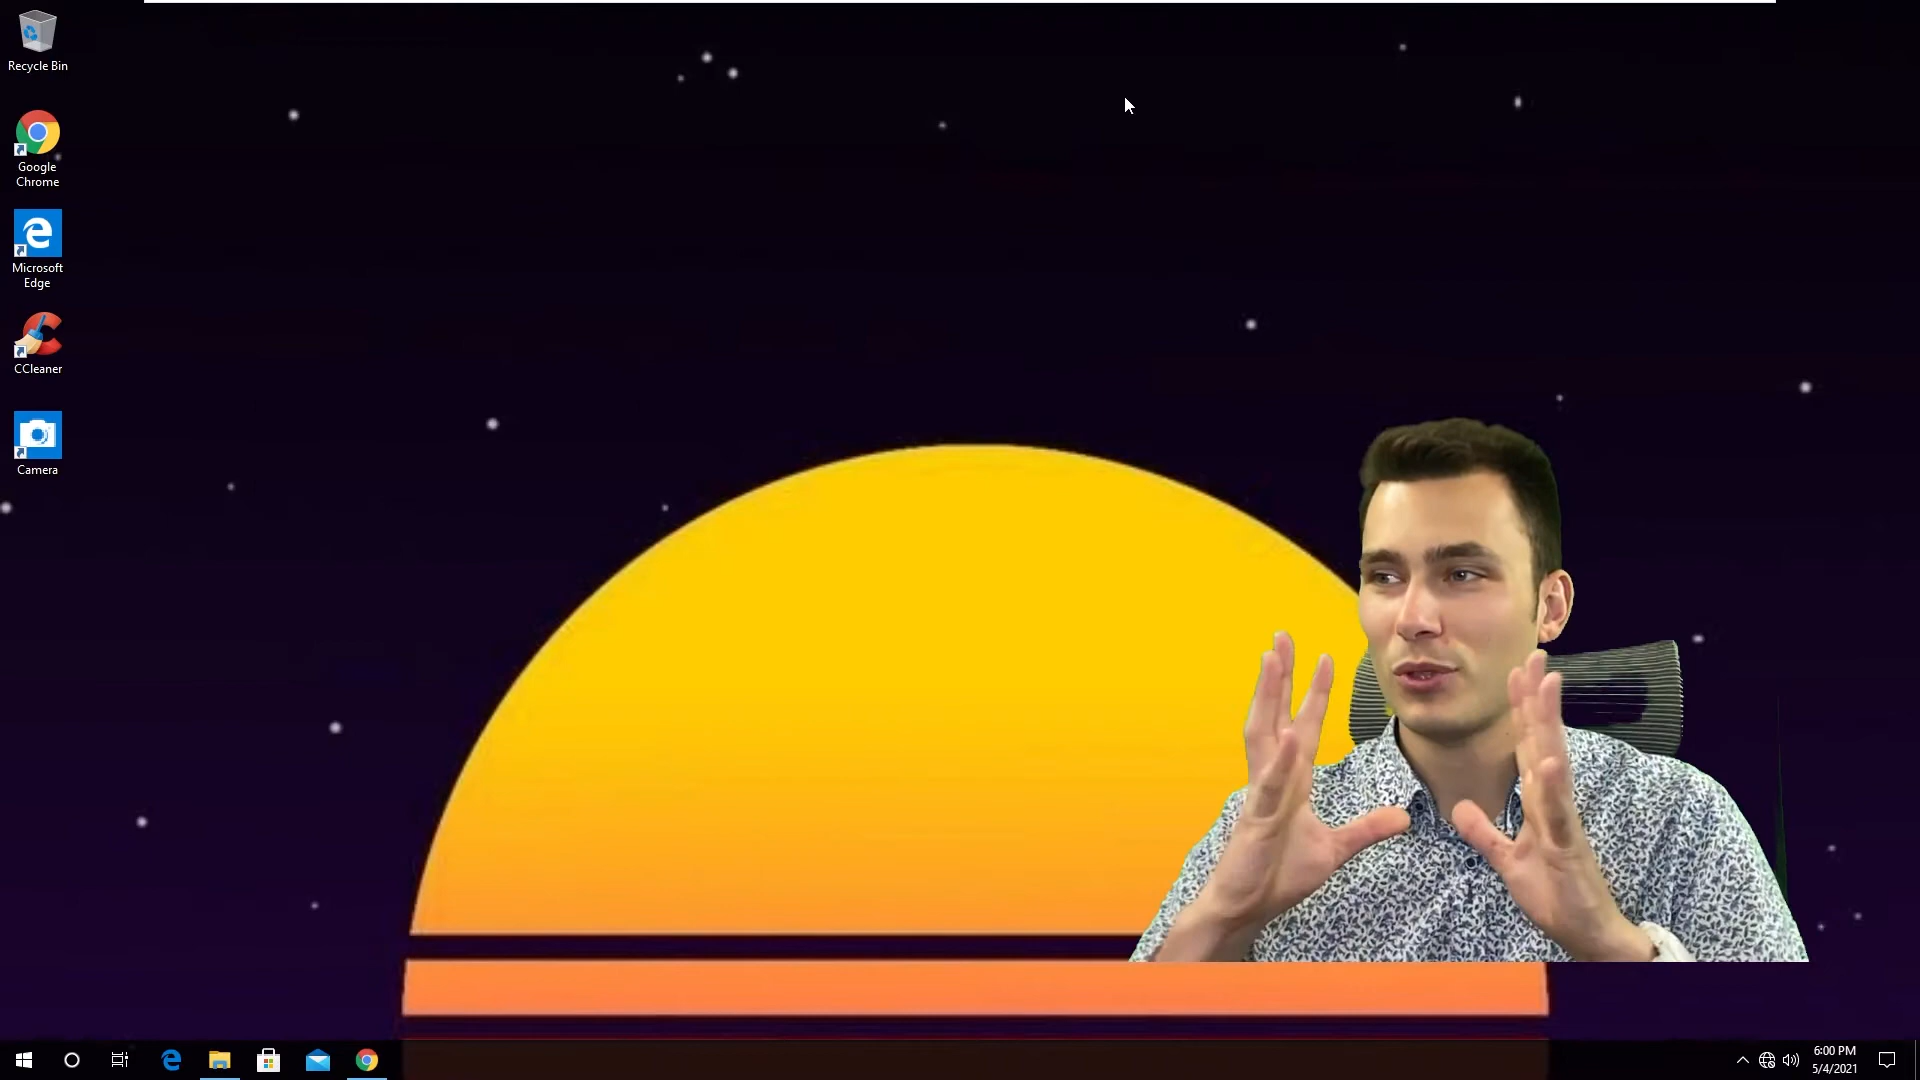 Recycle Bin
Google
Chrome
Microsoft
Edge
CCleaner
Camera
6:00 PM
5/4/2021